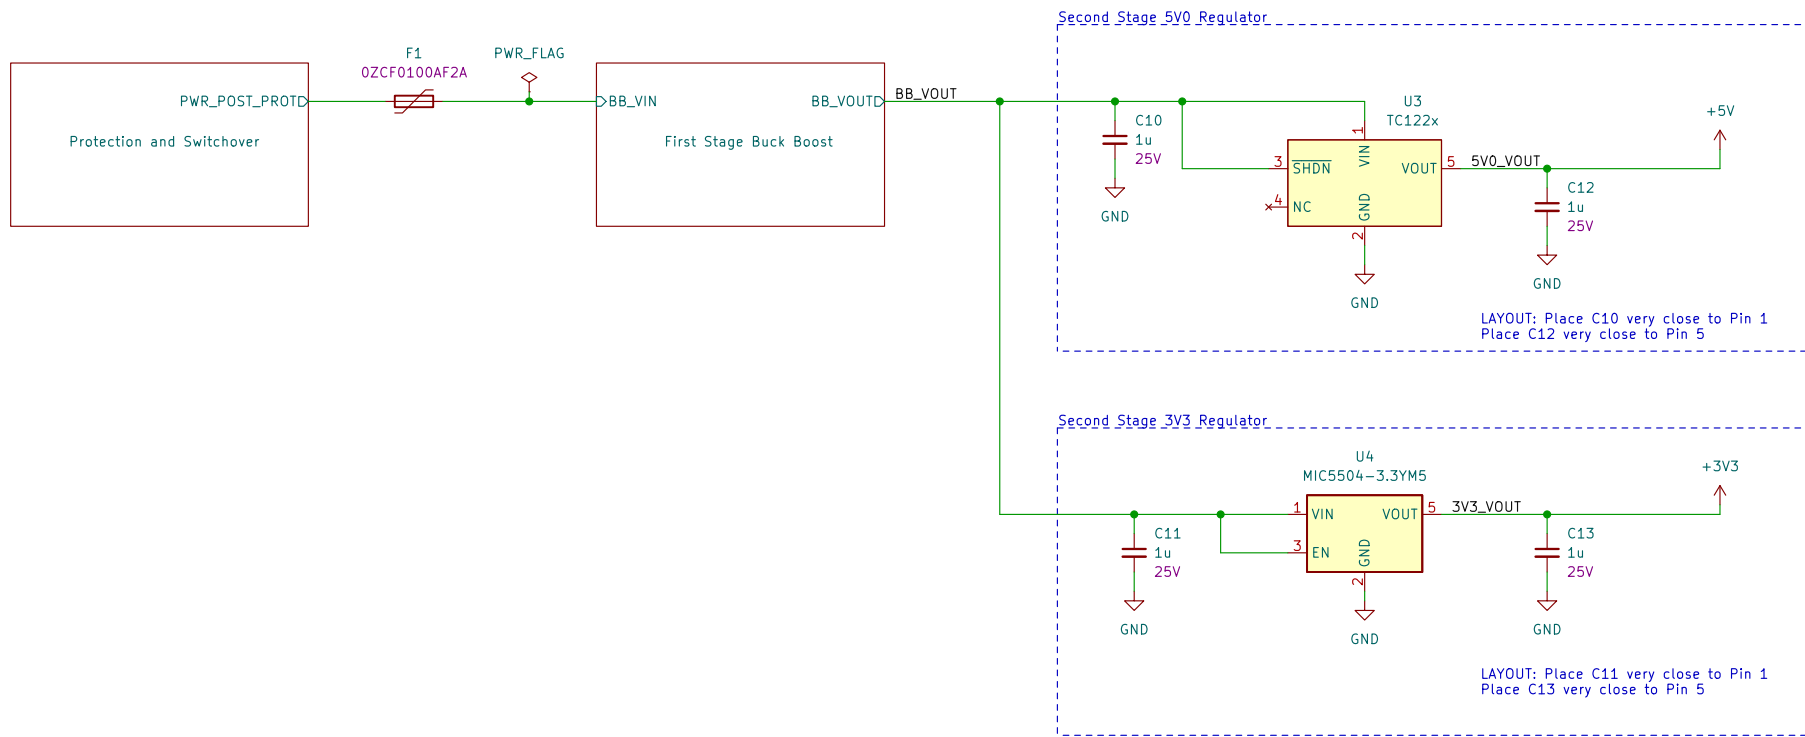 Second Stage 5V0 Regulator
F1
0ZCF0100AF2A
PWR_FLAG
PWR_POST_PROT
Protection and Switchover
BB_VIN
BB_VOUT
First Stage Buck Boost
BB_VOUT
C10
1u
25V
GND
U3
TC122x
1
VIN
3
SHDN
4
NC
GND
2
VOUT
5
5V0_VOUT
GND
+5V
C12
1u
25V
GND
LAYOUT: Place C10 very close to Pin 1
Place C12 very close to Pin 5
Second Stage 3V3 Regulator
U4
MIC5504-3.3YM5
1
VIN
3
EN
GND
2
VOUT
5
3V3_VOUT
+3V3
C11
1u
25V
GND
GND
C13
1u
25V
GND
LAYOUT: Place C11 very close to Pin 1
Place C13 very close to Pin 5